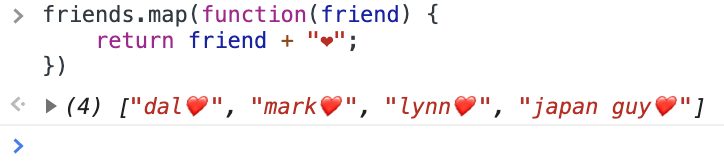 > friends.map(function(friend) {
return friend + "❤";
})
(4) ["dal❤️", "mark❤️", "lynn❤️", "japan guy❤️"]
>